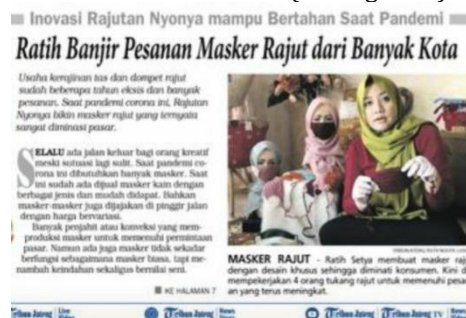 Inovasi Rajutan Nyonya mampu Bertahan Saat Pandemi
Ratih Banjir Pesanan Masker Rajut dari Banyak Kota
Usaha kerajinan tas dan dompet rajut
sudah beberapa tahun eksis dan banyak
pesanan. Saat pandemi corona ini, Rajutan
Nyonya bikin masker rajut yang ternyata
sangat diminasi pasar.
SELALU ada jalan keluar bagi orang kreatif
meski sutuasi lagi sulit. Saat pandemi co-
rona ini dibutuhkan banyak masker. Saat
ini sudah ada dijual masker kain dengan
berbagai jenis dan mudah didapat. Bahkan
masker-masker juga dijajakan di pinggir jalan
dengan harga bervariasi.
Banyak penjahit atau konveksi yang mem-
produksi masker untuk memenuhi permintaan
pasar. Namun ada juga masker tidak sekadar
berfungsi sebagaimana masker biasa, tapi me-
nambah keindahan sekaligus bernilai seni.
KE HALAMAN 7
MASKER RAJUT - Ratih Setya membuat masker raj
dengan desain khusus sehingga diminati konsumen. Kini d
mempekerjakan 4 orang tukang rajut untuk memenuhi pesa
an yang terus meningkat.
Tribun Jateng
Tribun Jateng
Tribun Jateng TV